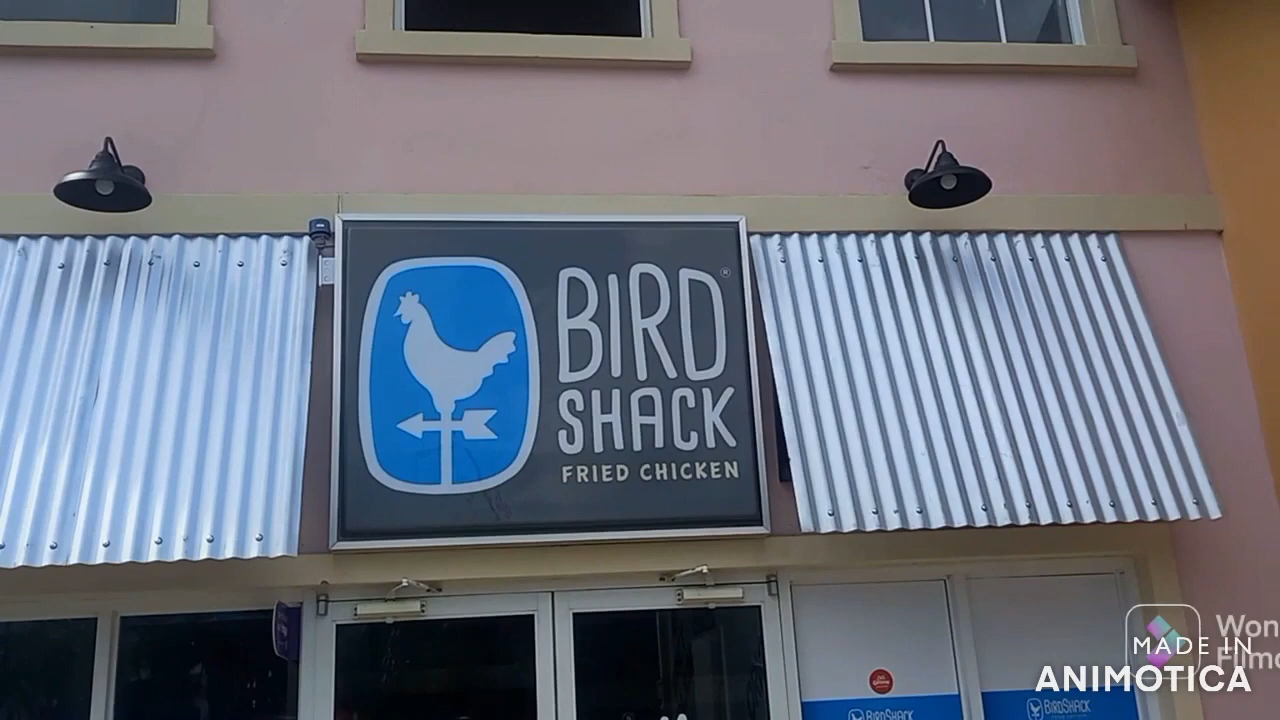 BIRD®
SHACK
FRIED CHICKEN
BIRDSHACK
BIRDSHACK
MADE IN
ANIMOTICA